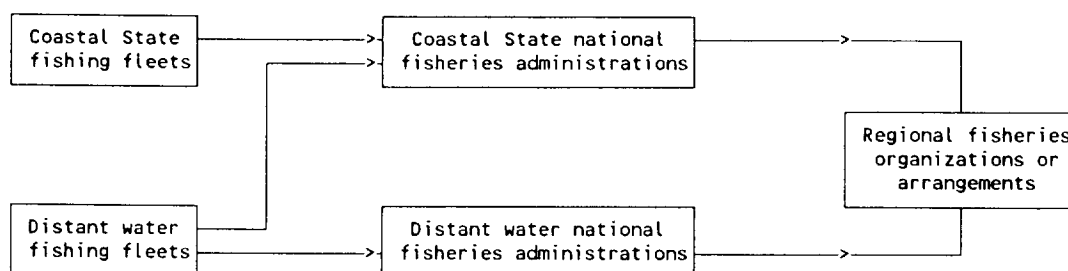 Coastal State
fishing fleets
Coastal State national
fisheries administrations
Regional fisheries
organizations or
arrangements
Distant water
fishing fleets
Distant water national
fisheries administrations